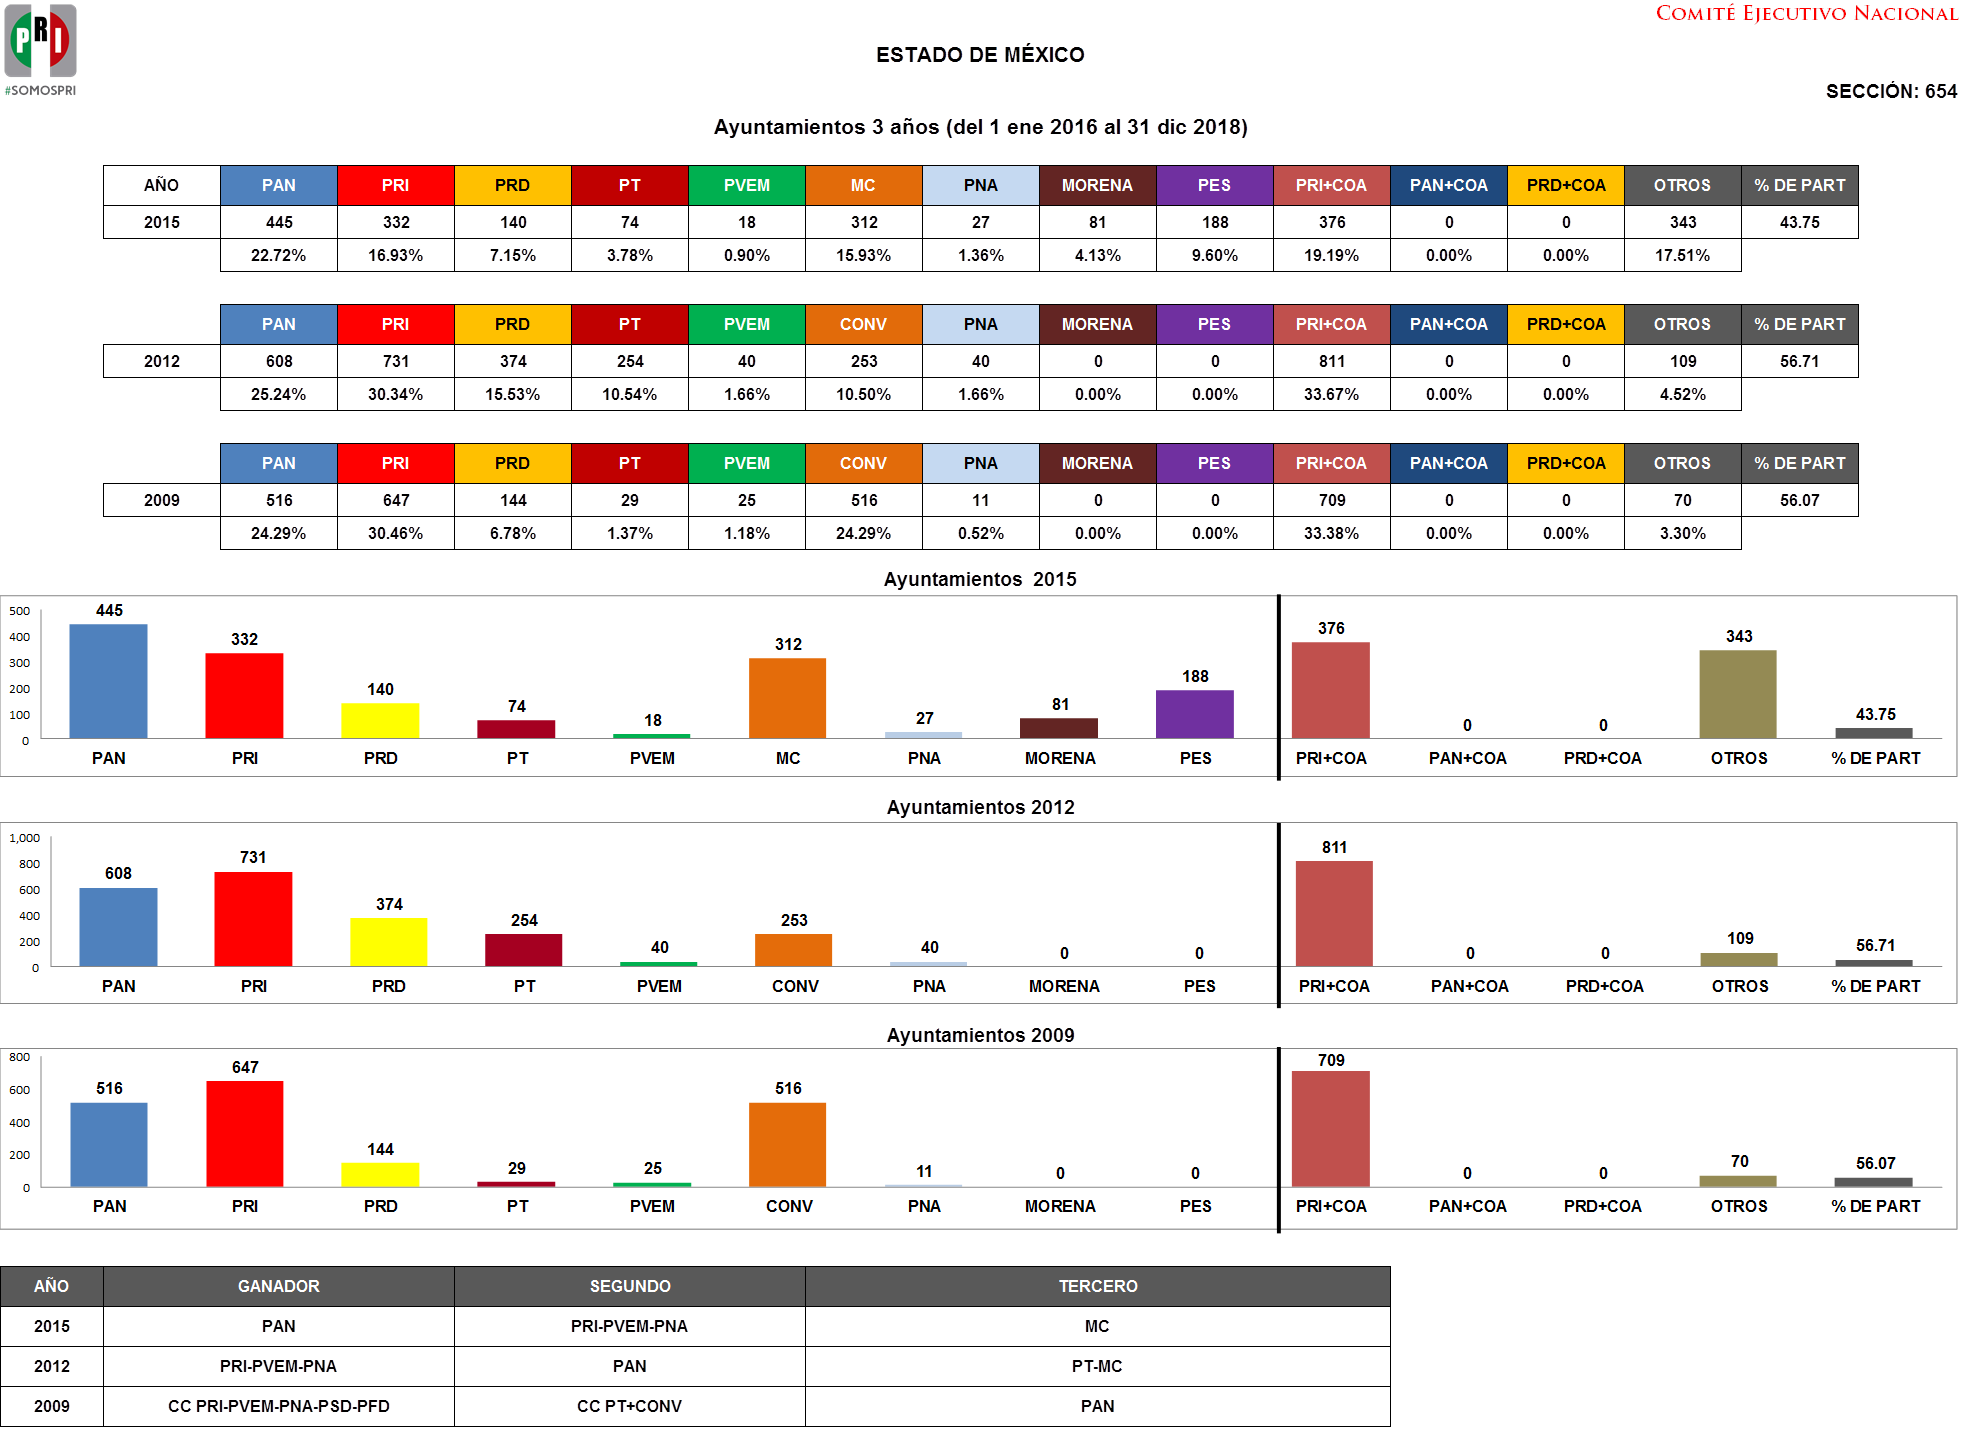 PRI
#SOMOSPRI
COMITÉ EJECUTIVO NACIONAL
ESTADO DE MÉXICO
SECCIÓN: 654
Ayuntamientos 3 años (del 1 ene 2016 al 31 dic 2018)
AÑO PAN PRI PRD PT PVEM MC PNA MORENA PES PRI+COA PAN+COA PRD+COA OTROS % DE PART
2015 445 332 140 74 18 312 27 81 188 376 0 0 343 43.75
22.72% 16.93% 7.15% 3.78% 0.90% 15.93% 1.36% 4.13% 9.60% 19.19% 0.00% 0.00% 17.51%
PAN PRI PRD PT PVEM CONV PNA MORENA PES PRI+COA PAN+COA PRD+COA OTROS % DE PART
2012 608 731 374 254 40 253 40 0 0 811 0 0 109 56.71
25.24% 30.34% 15.53% 10.54% 1.66% 10.50% 1.66% 0.00% 0.00% 33.67% 0.00% 0.00% 4.52%
PAN PRI PRD PT PVEM CONV PNA MORENA PES PRI+COA PAN+COA PRD+COA OTROS % DE PART
2009 516 647 144 29 25 516 11 0 0 709 0 0 70 56.07
24.29% 30.46% 6.78% 1.37% 1.18% 24.29% 0.52% 0.00% 0.00% 33.38% 0.00% 0.00% 3.30%
Ayuntamientos 2015
500
400
300
200
100
0
445 332 140 74 18 312 27 81 188 376 0 0 343 43.75
PAN PRI PRD PT PVEM MC PNA MORENA PES PRI+COA PAN+COA PRD+COA OTROS % DE PART
Ayuntamientos 2012
1,000
800
600
400
200
0
608 731 374 254 40 253 40 0 0 811 0 0 109 56.71
PAN PRI PRD PT PVEM CONV PNA MORENA PES PRI+COA PAN+COA PRD+COA OTROS % DE PART
Ayuntamientos 2009
800
600
400
200
0
516 647 144 29 25 516 11 0 0 709 0 0 70 56.07
PAN PRI PRD PT PVEM CONV PNA MORENA PES PRI+COA PAN+COA PRD+COA OTROS % DE PART
AÑO GANADOR SEGUNDO TERCERO
2015 PAN PRI-PVEM-PNA MC
2012 PRI-PVEM-PNA PAN PT-MC
2009 CC PRI-PVEM-PNA-PSD-PFD CC PT+CONV PAN